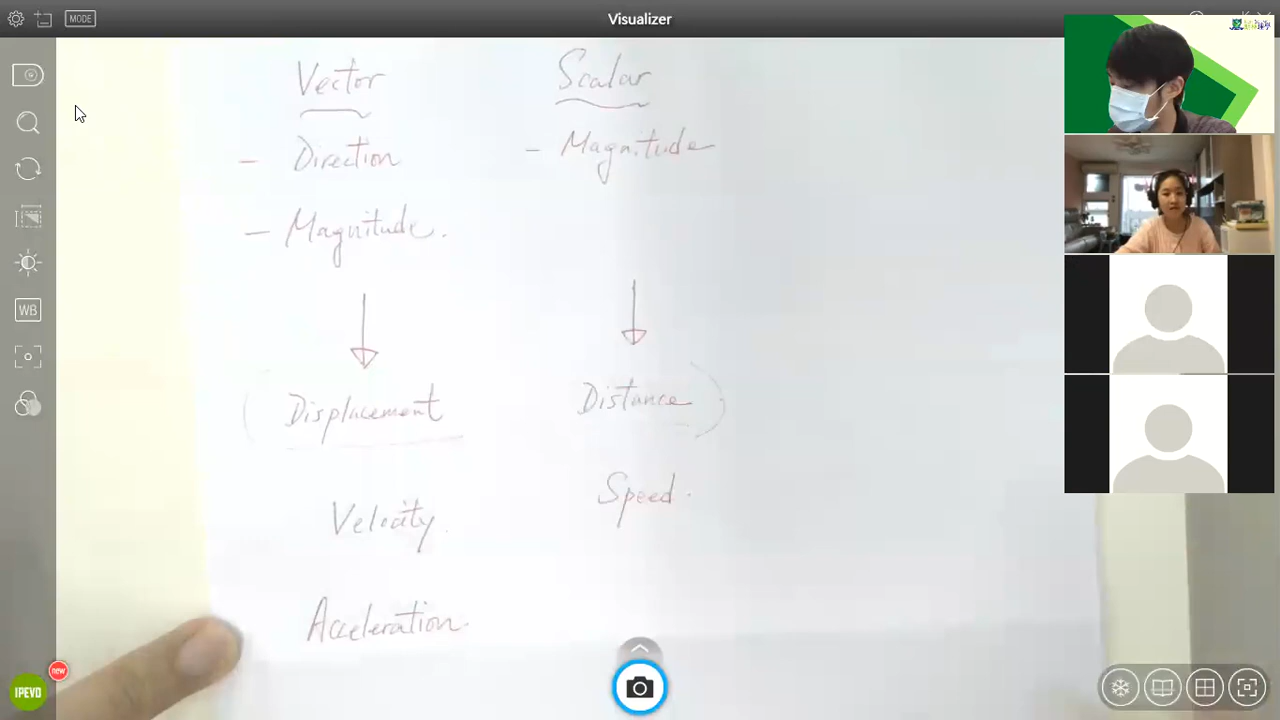 MODE
Visualizer
Vector
- Direction
- Magnitude.
Displacement
Velocity.
Acceleration.
Scalar
- Magnitude
Distance
Speed.
WB
new
IPEVO